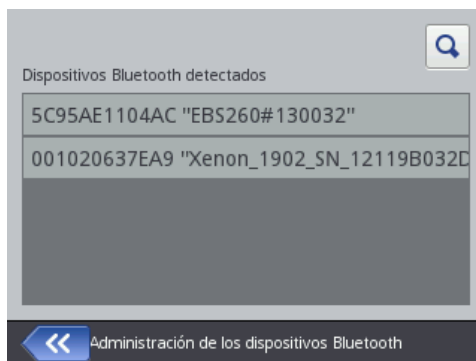 Dispositivos Bluetooth detectados
5C95AE1104AC "EBS260#130032"
001020637EA9 "Xenon_1902_SN_12119B032D
Administración de los dispositivos Bluetooth